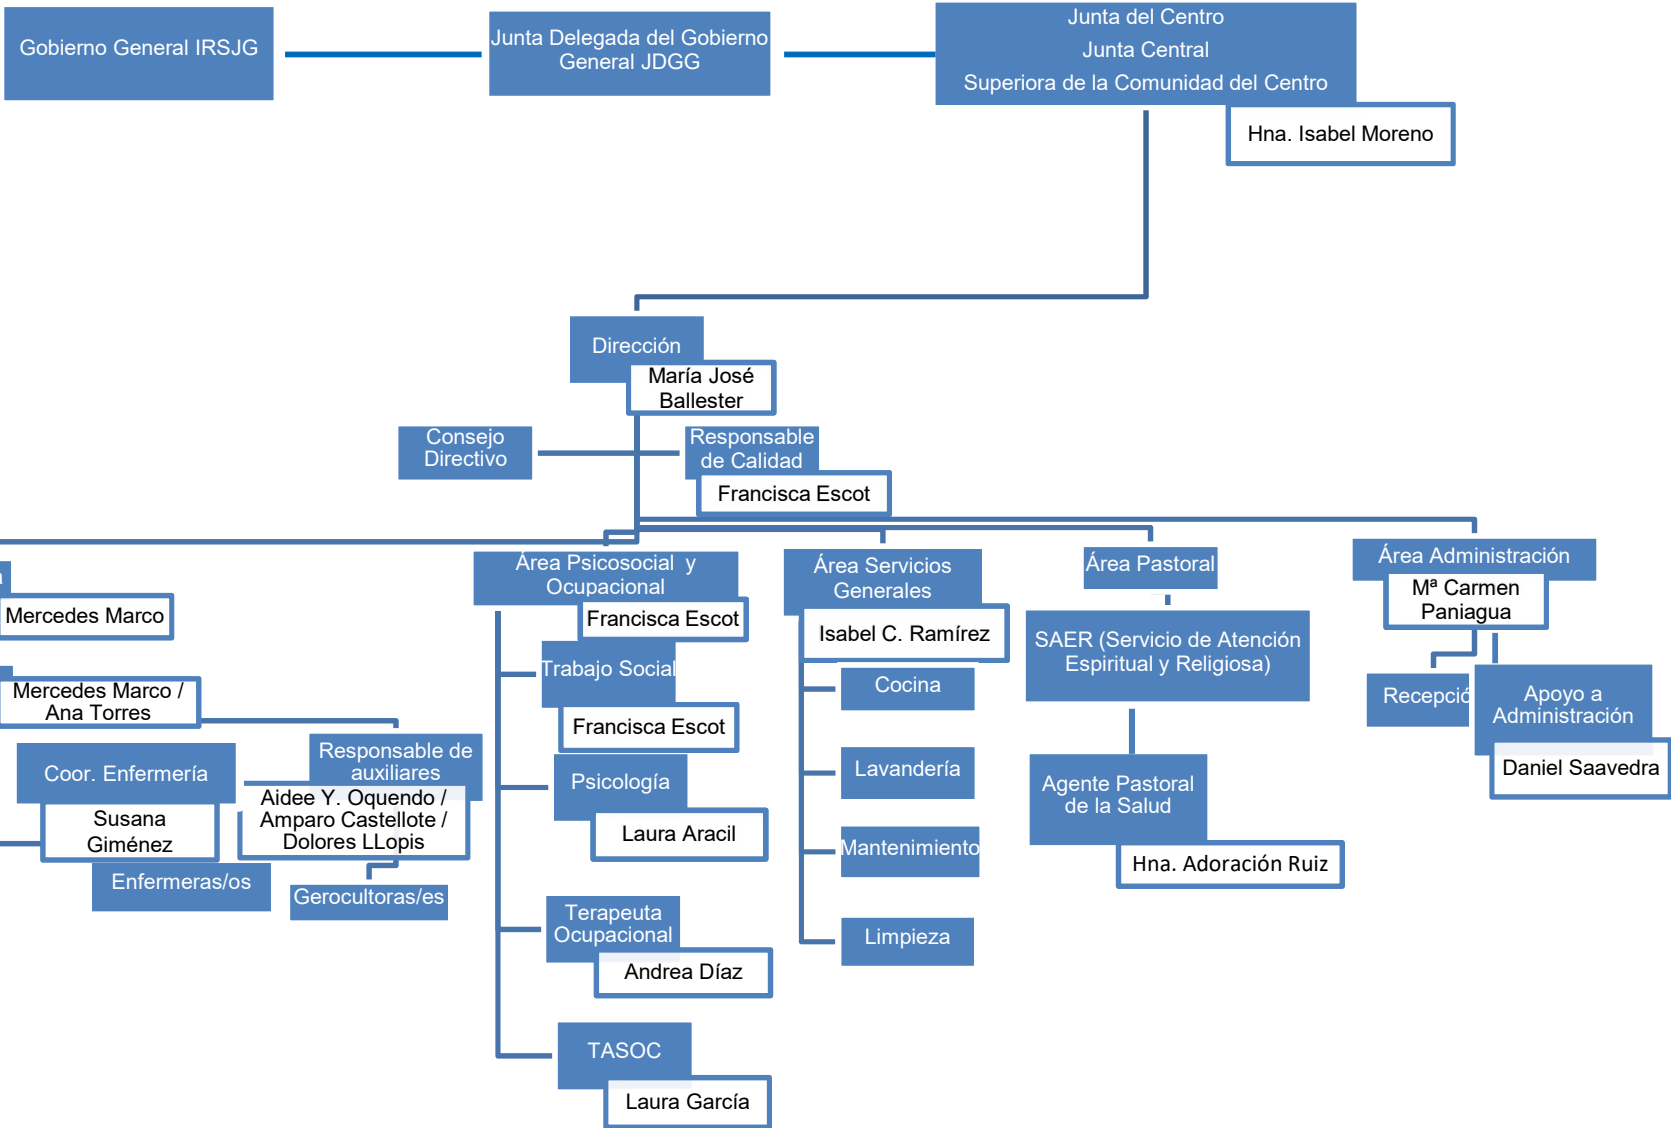 Gobierno General IRSJG
Junta Delegada del Gobierno
General JDGG
Junta del Centro
Junta Central
Superiora de la Comunidad del Centro
Hna. Isabel Moreno
Dirección
María José
Ballester
Consejo
Directivo
Responsable
de Calidad
Francisca Escot
Mercedes Marco
Mercedes Marco /
Ana Torres
Coor. Enfermería
Susana
Giménez
Enfermeras/os
Responsable de
auxiliares
Aidee Y. Oquendo /
Amparo Castellote /
Dolores LLopis
Gerocultoras/es
Área Psicosocial y
Ocupacional
Francisca Escot
Trabajo Social
Francisca Escot
Psicología
Laura Aracil
Terapeuta
Ocupacional
Andrea Díaz
TASOC
Laura García
Área Servicios
Generales
Isabel C. Ramírez
Cocina
Lavandería
Mantenimiento
Limpieza
Área Pastoral
SAER (Servicio de Atención
Espiritual y Religiosa)
Agente Pastoral
de la Salud
Hna. Adoración Ruiz
Área Administración
Mª Carmen
Paniagua
Recepció
Apoyo a
Administración
Daniel Saavedra